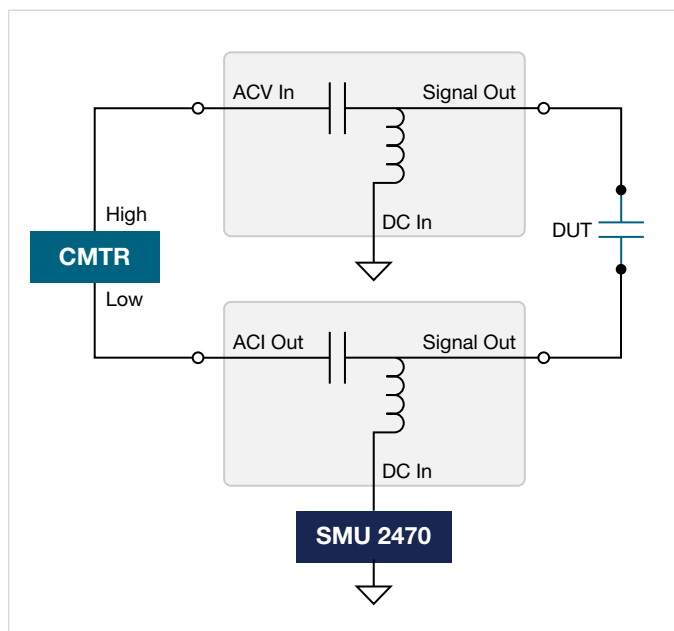 ACV In
Signal Out
High
DC In
DUT
CMTR
Low
ACI Out
Signal Out
DC In
SMU 2470